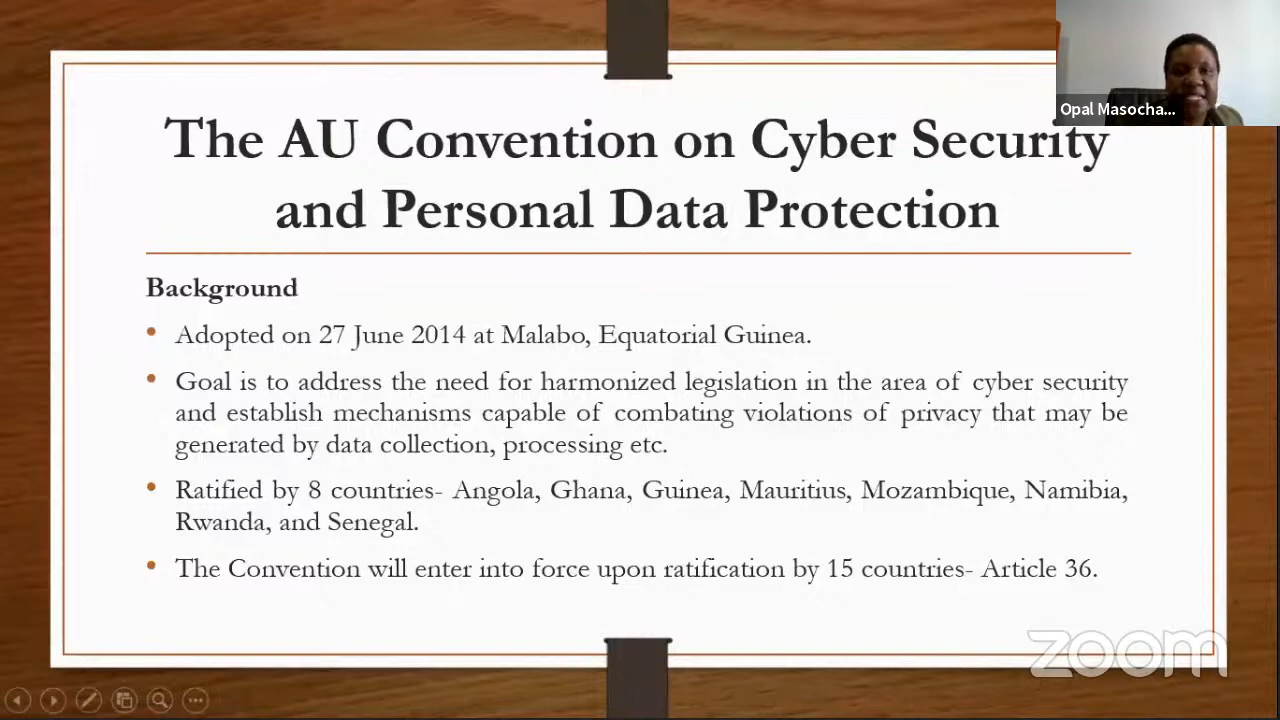 Opal Masocha...
The AU Convention on Cyber Security
and Personal Data Protection
Background
• Adopted on 27 June 2014 at Malabo, Equatorial Guinea.
• Goal is to address the need for harmonized legislation in the area of cyber security
and establish mechanisms capable of combating violations of privacy that may be
generated by data collection, processing etc.
• Ratified by 8 countries- Angola, Ghana, Guinea, Mauritius, Mozambique, Namibia,
Rwanda, and Senegal.
• The Convention will enter into force upon ratification by 15 countries- Article 36.
zoom